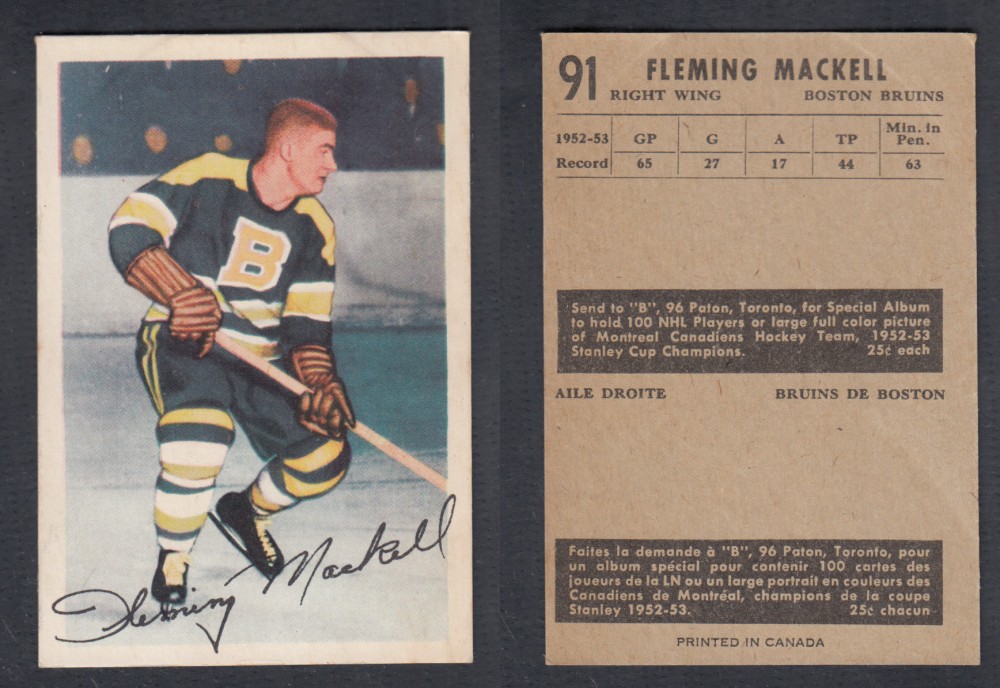 B
Fleming Mackell
91 FLEMING MACKELL
RIGHT WING BOSTON BRUINS
1952-53 Record GP G A TP Min. in Pen.
65 27 17 44 63
Send to "B", 96 Paton, Toronto, for Special Album
to hold 100 NHL Players or large full color picture
of Montreal Canadiens Hockey Team, 1952-53
Stanley Cup Champions. 25¢ each
AILE DROITE BRUINS DE BOSTON
Faites la demande à "B", 96 Paton, Toronto, pour
un album spécial pour contenir 100 cartes des
joueurs de la LN ou un large portrait en couleurs des
Canadiens de Montréal, champions de la coupe
Stanley 1952-53. 25¢ chacun
PRINTED IN CANADA